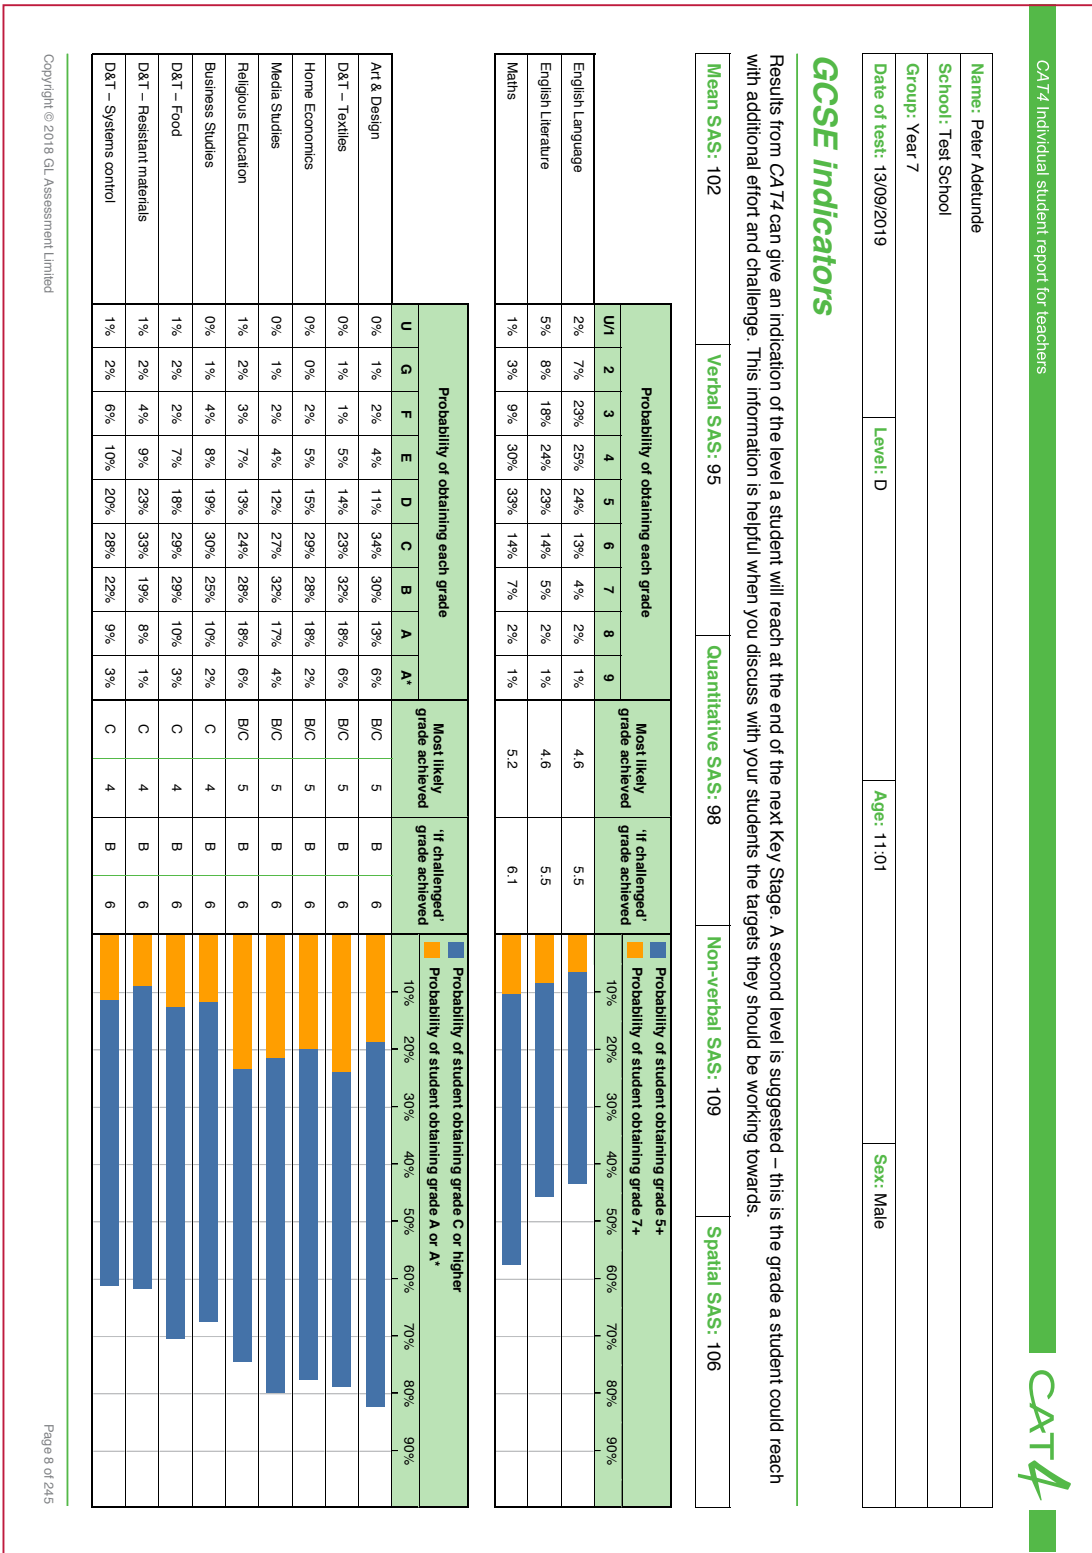 CAT4 Individual student report for teachers
CAT4
Name: Peter Adetunde
School: Test School
Group: Year 7
Date of test: 13/09/2019 Level: D Age: 11:01 Sex: Male
GCSE indicators
Results from CAT4 can give an indication of the level a student will reach at the end of the next Key Stage. A second level is suggested – this is the grade a student could reach
with additional effort and challenge. This information is helpful when you discuss with your students the targets they should be working towards.
Mean SAS: 102 Verbal SAS: 95 Quantitative SAS: 98 Non-verbal SAS: 109 Spatial SAS: 106
Probability of obtaining each grade
Most likely
grade achieved
'If challenged'
grade achieved
Probability of student obtaining grade 5+
Probability of student obtaining grade 7+
U/1 2 3 4 5 6 7 8 9 10% 20% 30% 40% 50% 60% 70% 80% 90%
English Language 2% 7% 23% 25% 24% 13% 4% 2% 1% 4.6 5.5
English Literature 5% 8% 18% 24% 23% 14% 5% 2% 1% 4.6 5.5
Maths 1% 3% 9% 30% 33% 14% 7% 2% 1% 5.2 6.1
Probability of obtaining each grade
Most likely
grade achieved
'If challenged'
grade achieved
Probability of student obtaining grade C or higher
Probability of student obtaining grade A or A*
U G F E D C B A A* 10% 20% 30% 40% 50% 60% 70% 80% 90%
Art & Design 0% 1% 2% 4% 11% 34% 30% 13% 6% B/C 5 B 6
D&T – Textiles 0% 1% 1% 5% 14% 23% 32% 18% 6% B/C 5 B 6
Home Economics 0% 0% 2% 5% 15% 29% 28% 18% 2% B/C 5 B 6
Media Studies 0% 1% 2% 4% 12% 27% 32% 17% 4% B/C 5 B 6
Religious Education 1% 2% 3% 7% 13% 24% 28% 18% 6% B/C 5 B 6
Business Studies 0% 1% 4% 8% 19% 30% 25% 10% 2% C 4 B 6
D&T – Food 1% 2% 2% 7% 18% 29% 29% 10% 3% C 4 B 6
D&T – Resistant materials 1% 2% 4% 9% 23% 33% 19% 8% 1% C 4 B 6
D&T – Systems control 1% 2% 6% 10% 20% 28% 22% 9% 3% C 4 B 6
Copyright © 2018 GL Assessment Limited
Page 8 of 245